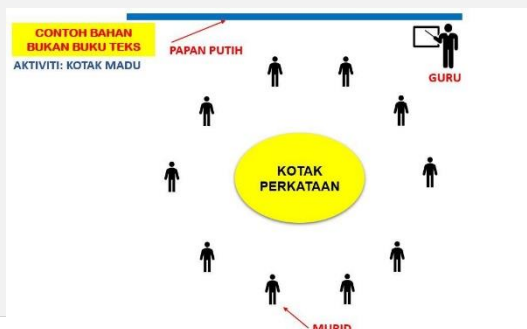 CONTOH BAHAN
BUKAN BUKU TEKS
AKTIVITI: KOTAK MADU
PAPAN PUTIH
GURU
KOTAK
PERKATAAN
MURID